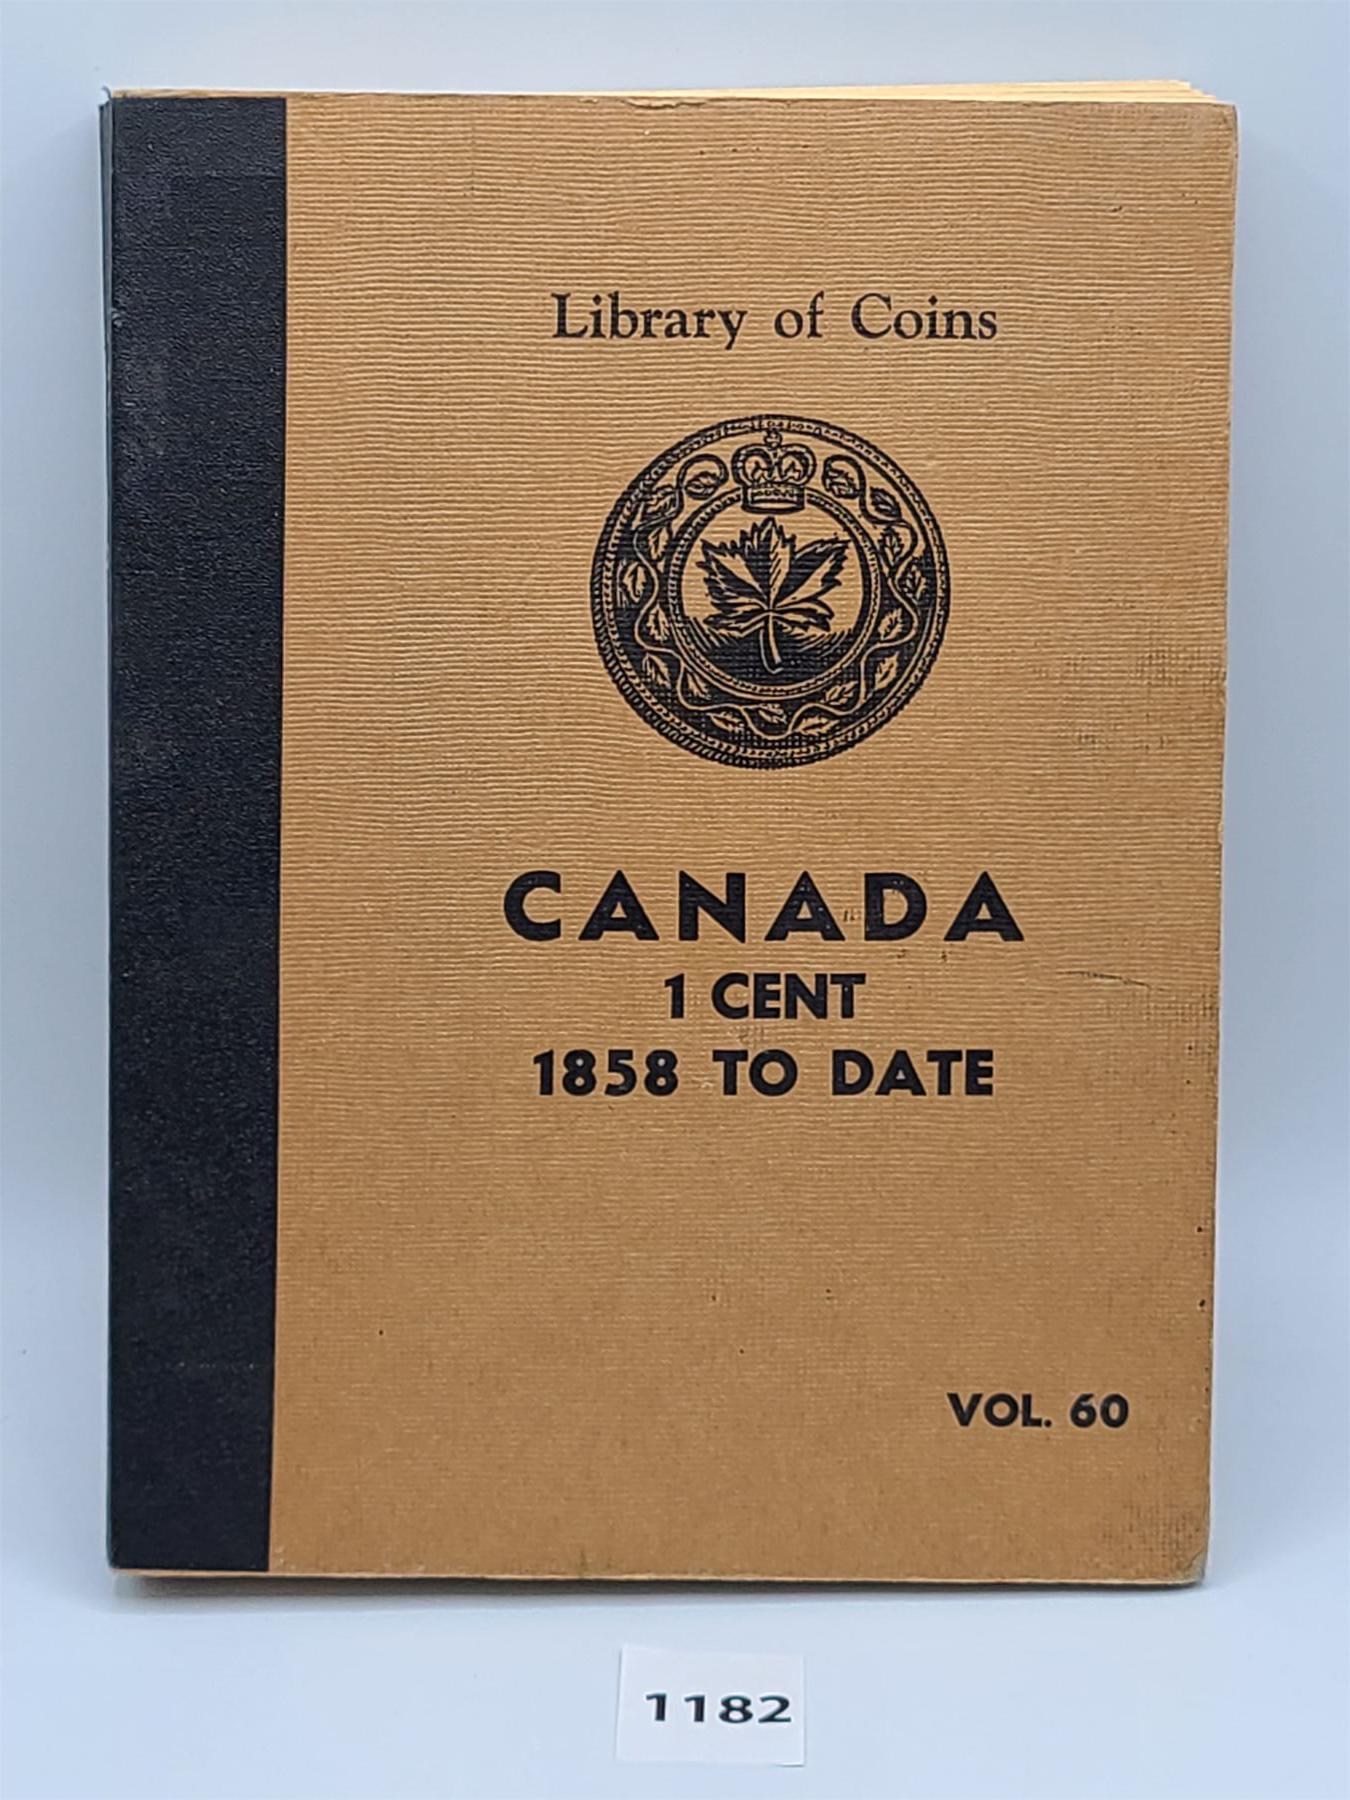 Library of Coins
CANADA
1 CENT
1858 TO DATE
VOL. 60
1182